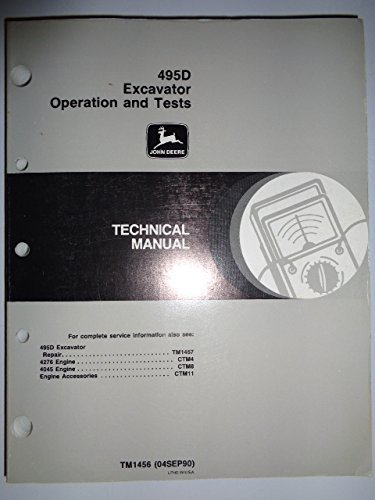 495D
Excavator
Operation and Tests
JOHN DEERE
TECHNICAL
MANUAL
For complete service information also see:
495D Excavator
Repair . . . . . . . . . . . . . . . . . . . . . . . . . TM1457
4276 Engine . . . . . . . . . . . . . . . . . . . . . . . CTM4
4045 Engine . . . . . . . . . . . . . . . . . . . . . . . CTM8
Engine Accessories . . . . . . . . . . . . . . . . . CTM11
TM1456 (04SEP90)